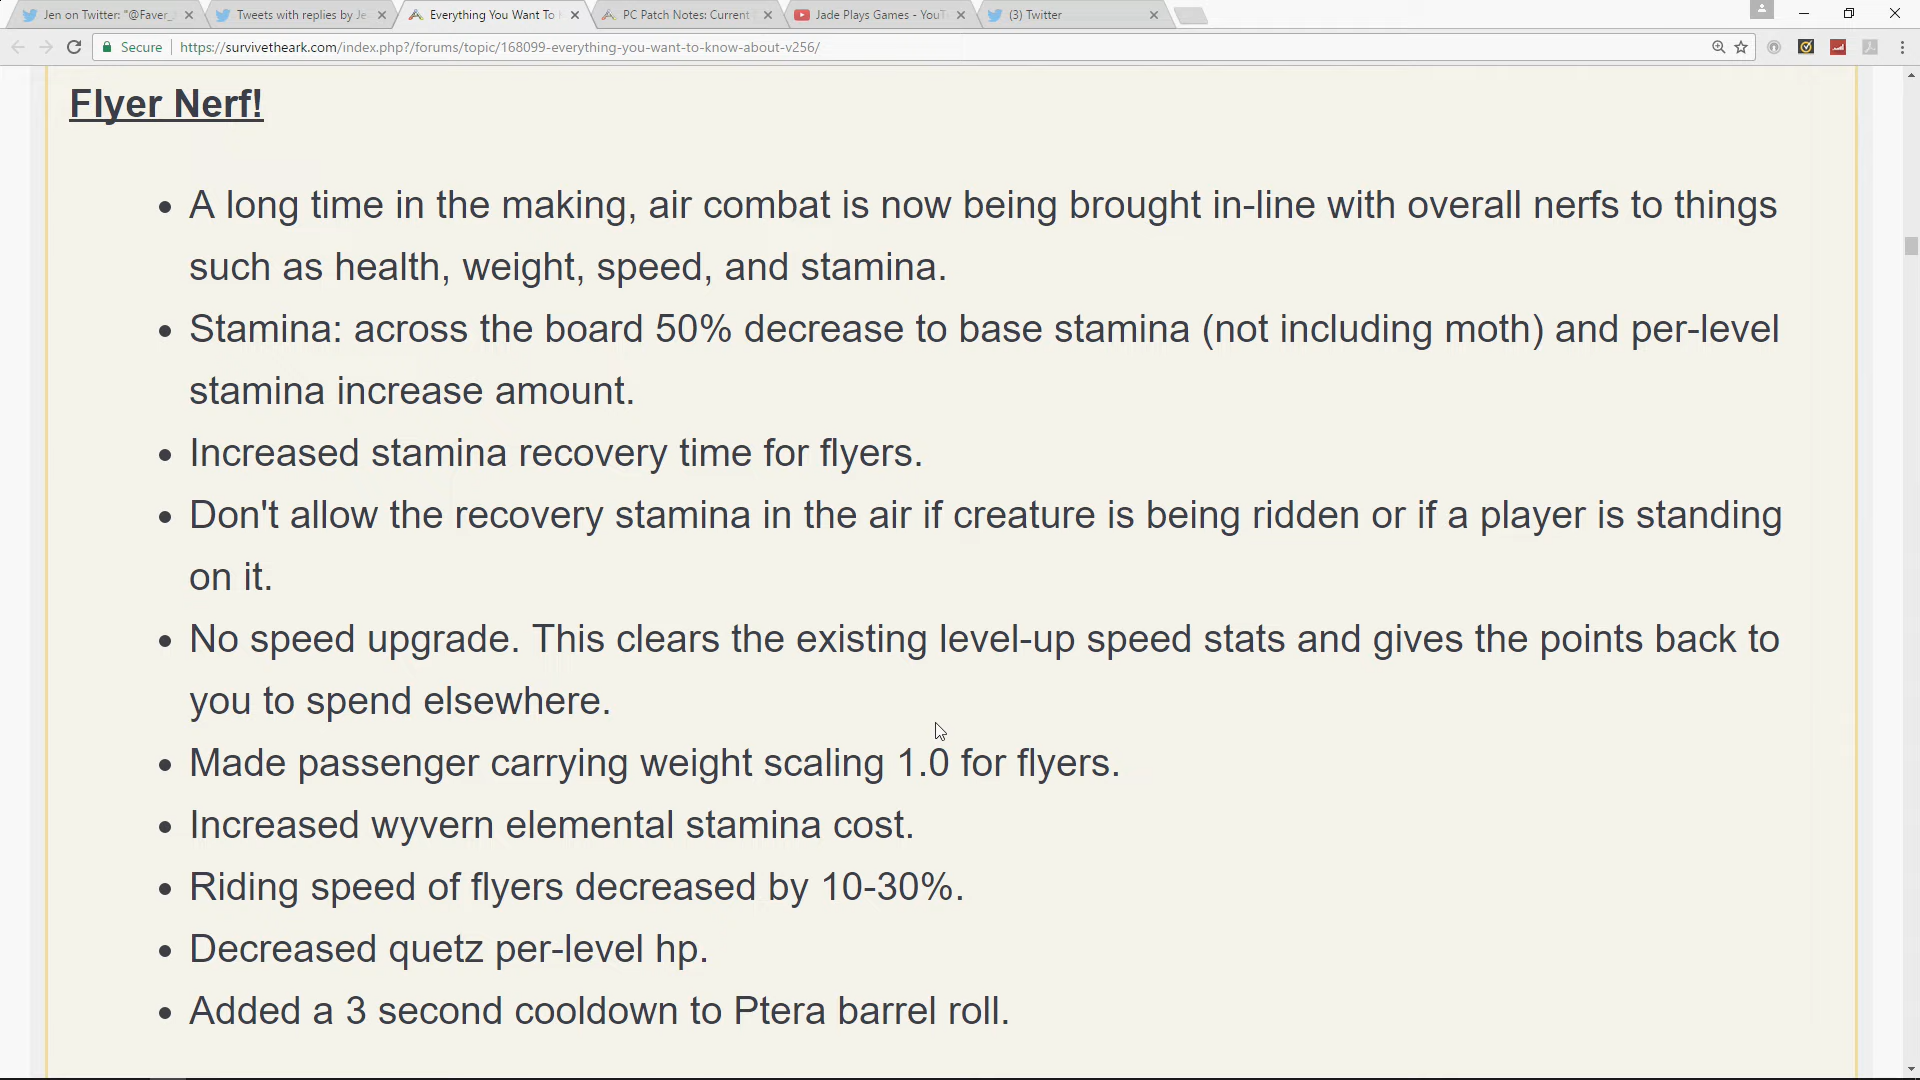 Jen on Twitter: "@Faver_
Tweets with replies by Je
Everything You Want To
PC Patch Notes: Current
Jade Plays Games - YouT
(3) Twitter
Secure https://survivetheark.com/index.php?/forums/topic/168099-everything-you-want-to-know-about-v256/
Flyer Nerf!
• A long time in the making, air combat is now being brought in-line with overall nerfs to things
such as health, weight, speed, and stamina.
• Stamina: across the board 50% decrease to base stamina (not including moth) and per-level
stamina increase amount.
• Increased stamina recovery time for flyers.
• Don't allow the recovery stamina in the air if creature is being ridden or if a player is standing
on it.
• No speed upgrade. This clears the existing level-up speed stats and gives the points back to
you to spend elsewhere.
• Made passenger carrying weight scaling 1.0 for flyers.
• Increased wyvern elemental stamina cost.
• Riding speed of flyers decreased by 10-30%.
• Decreased quetz per-level hp.
• Added a 3 second cooldown to Ptera barrel roll.